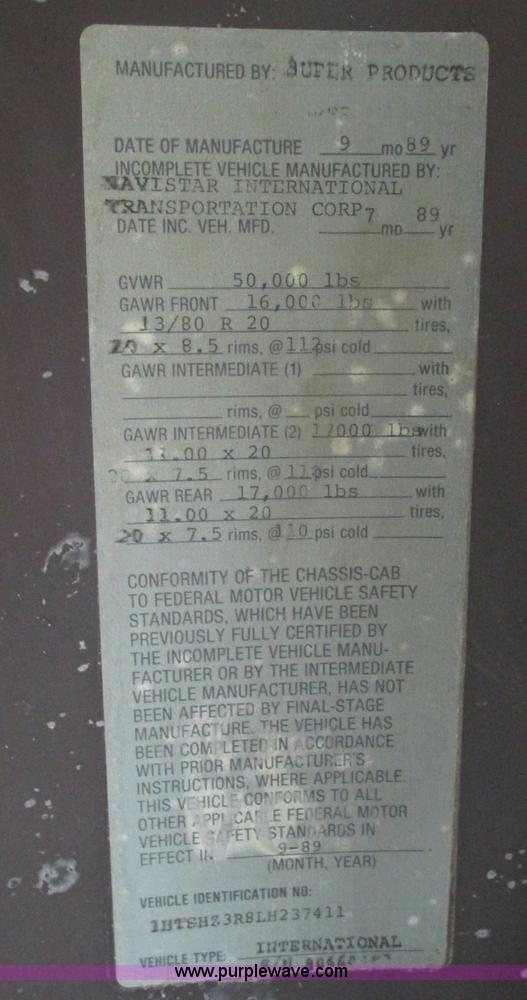 MANUFACTURED BY: SUPER PRODUCTS
DATE OF MANUFACTURE 9 mo 89 yr
INCOMPLETE VEHICLE MANUFACTURED BY:
NAVISTAR INTERNATIONAL
TRANSPORTATION CORP 7 89
DATE INC. VEH. MFD. mo yr
GVWR 50,000 lbs
GAWR FRONT 16,000 lbs with
13/80 R 20 tires,
20 x 8.5 rims, @ 112 psi cold
GAWR INTERMEDIATE (1) with
tires,
rims, @ psi cold
GAWR INTERMEDIATE (2) 17000 lbs with
11.00 x 20 tires,
20 x 7.5 rims, @ psi cold
GAWR REAR 17,000 lbs with
11.00 x 20 tires,
20 x 7.5 rims, @ 110 psi cold
CONFORMITY OF THE CHASSIS-CAB
TO FEDERAL MOTOR VEHICLE SAFETY
STANDARDS, WHICH HAVE BEEN
PREVIOUSLY FULLY CERTIFIED BY
THE INCOMPLETE VEHICLE MANU-
FACTURER OR BY THE INTERMEDIATE
VEHICLE MANUFACTURER, HAS NOT
BEEN AFFECTED BY FINAL-STAGE
MANUFACTURE. THE VEHICLE HAS
BEEN COMPLETED IN ACCORDANCE
WITH PRIOR MANUFACTURER'S
INSTRUCTIONS, WHERE APPLICABLE.
THIS VEHICLE CONFORMS TO ALL
OTHER APPLICABLE FEDERAL MOTOR
VEHICLE SAFETY STANDARDS IN
EFFECT IN 9-89
(MONTH, YEAR)
VEHICLE IDENTIFICATION NO:
1HTSHZ3R8LH237411
VEHICLE TYPE: INTERNATIONAL
S/N
www.purplewave.com